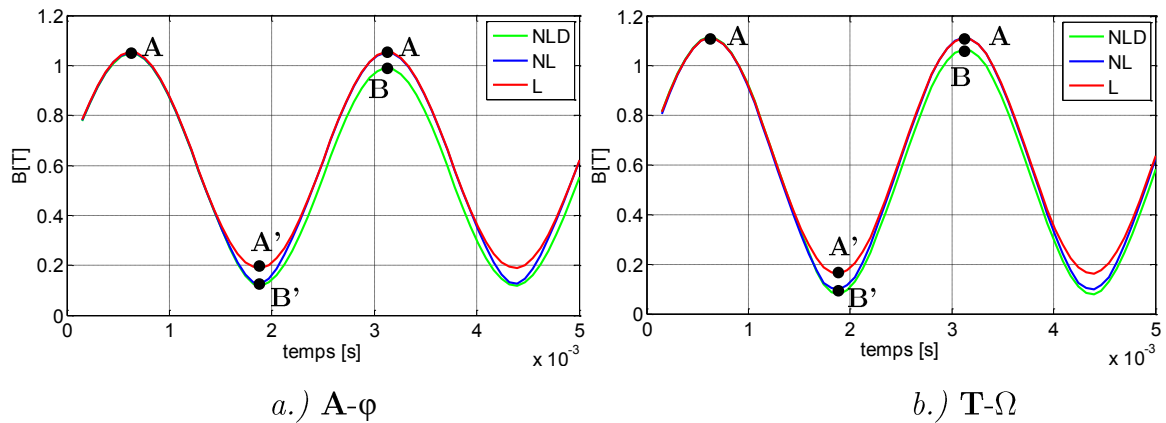 1.2
1
0.8
0.6
0.4
0.2
0
B[T]
A
A
B
A'
B'
NLD
NL
L
0 1 2 3 4 5
temps [s]
x 10⁻³
a.) A-φ
1.2
1
0.8
0.6
0.4
0.2
0
B[T]
A
A
B
A'
B'
NLD
NL
L
0 1 2 3 4 5
temps [s]
x 10⁻³
b.) T-Ω